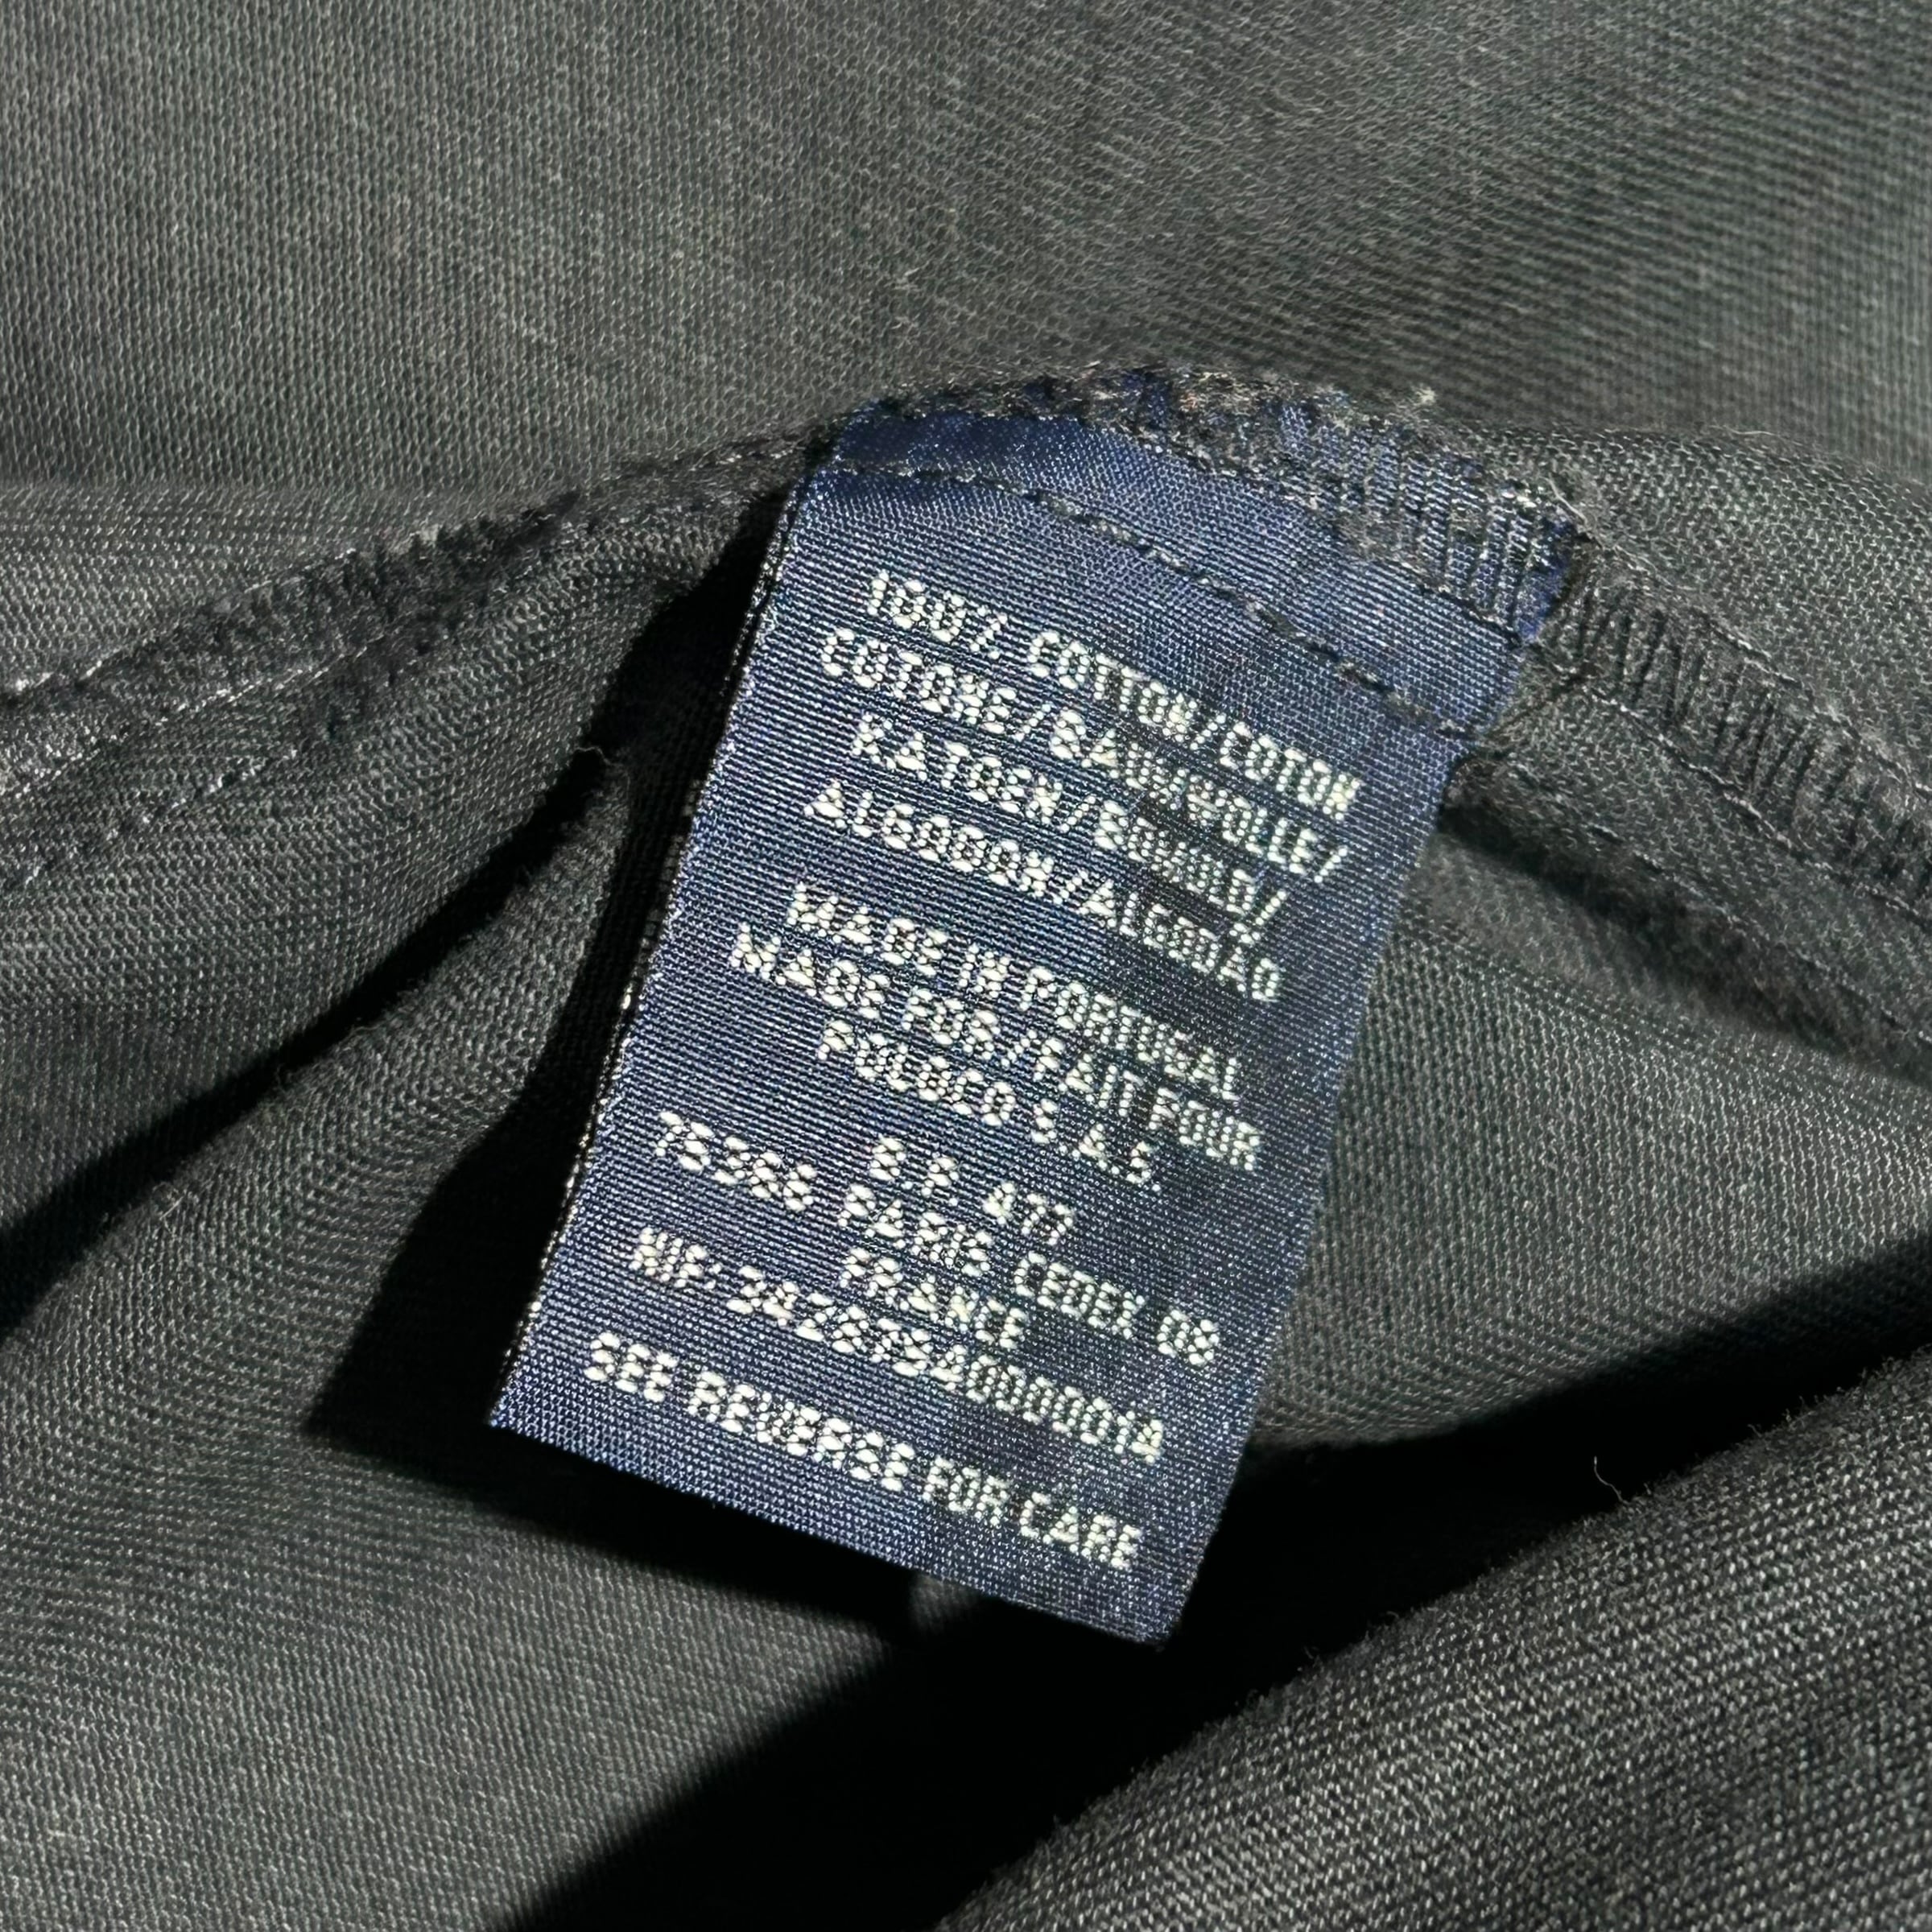 100% COTTON/COTON
COTONE/BAUMWOLLE/
KATOEN/BOMULD/
ALGODON/ALGODÃO
MADE IN PORTUGAL
MADE FOR/FAIT POUR
POLOCO S.A.S.
B.P. 477
75366 PARIS CEDEX 08
FRANCE
SEE REVERSE FOR CARE